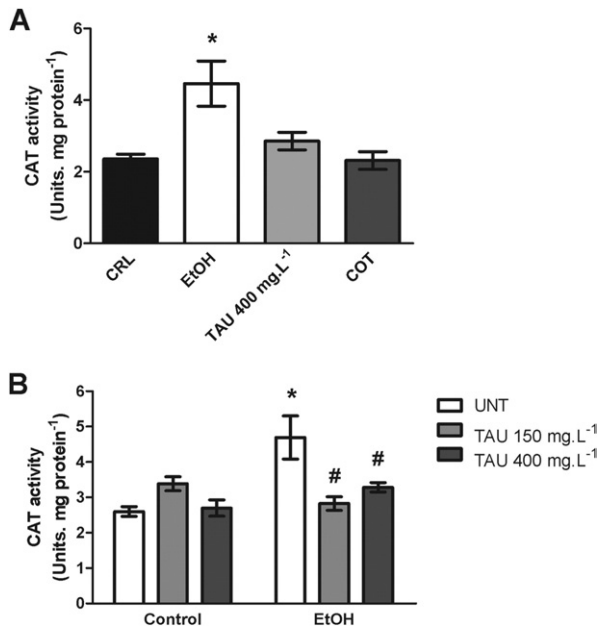 A
CAT activity
(Units. mg protein⁻¹)
6
4
2
0
*
CRL
EtOH
TAU 400 mg.L⁻¹
COT
B
CAT activity
(Units. mg protein⁻¹)
6
5
4
3
2
1
0
*
#
#
Control
EtOH
UNT
TAU 150 mg.L⁻¹
TAU 400 mg.L⁻¹